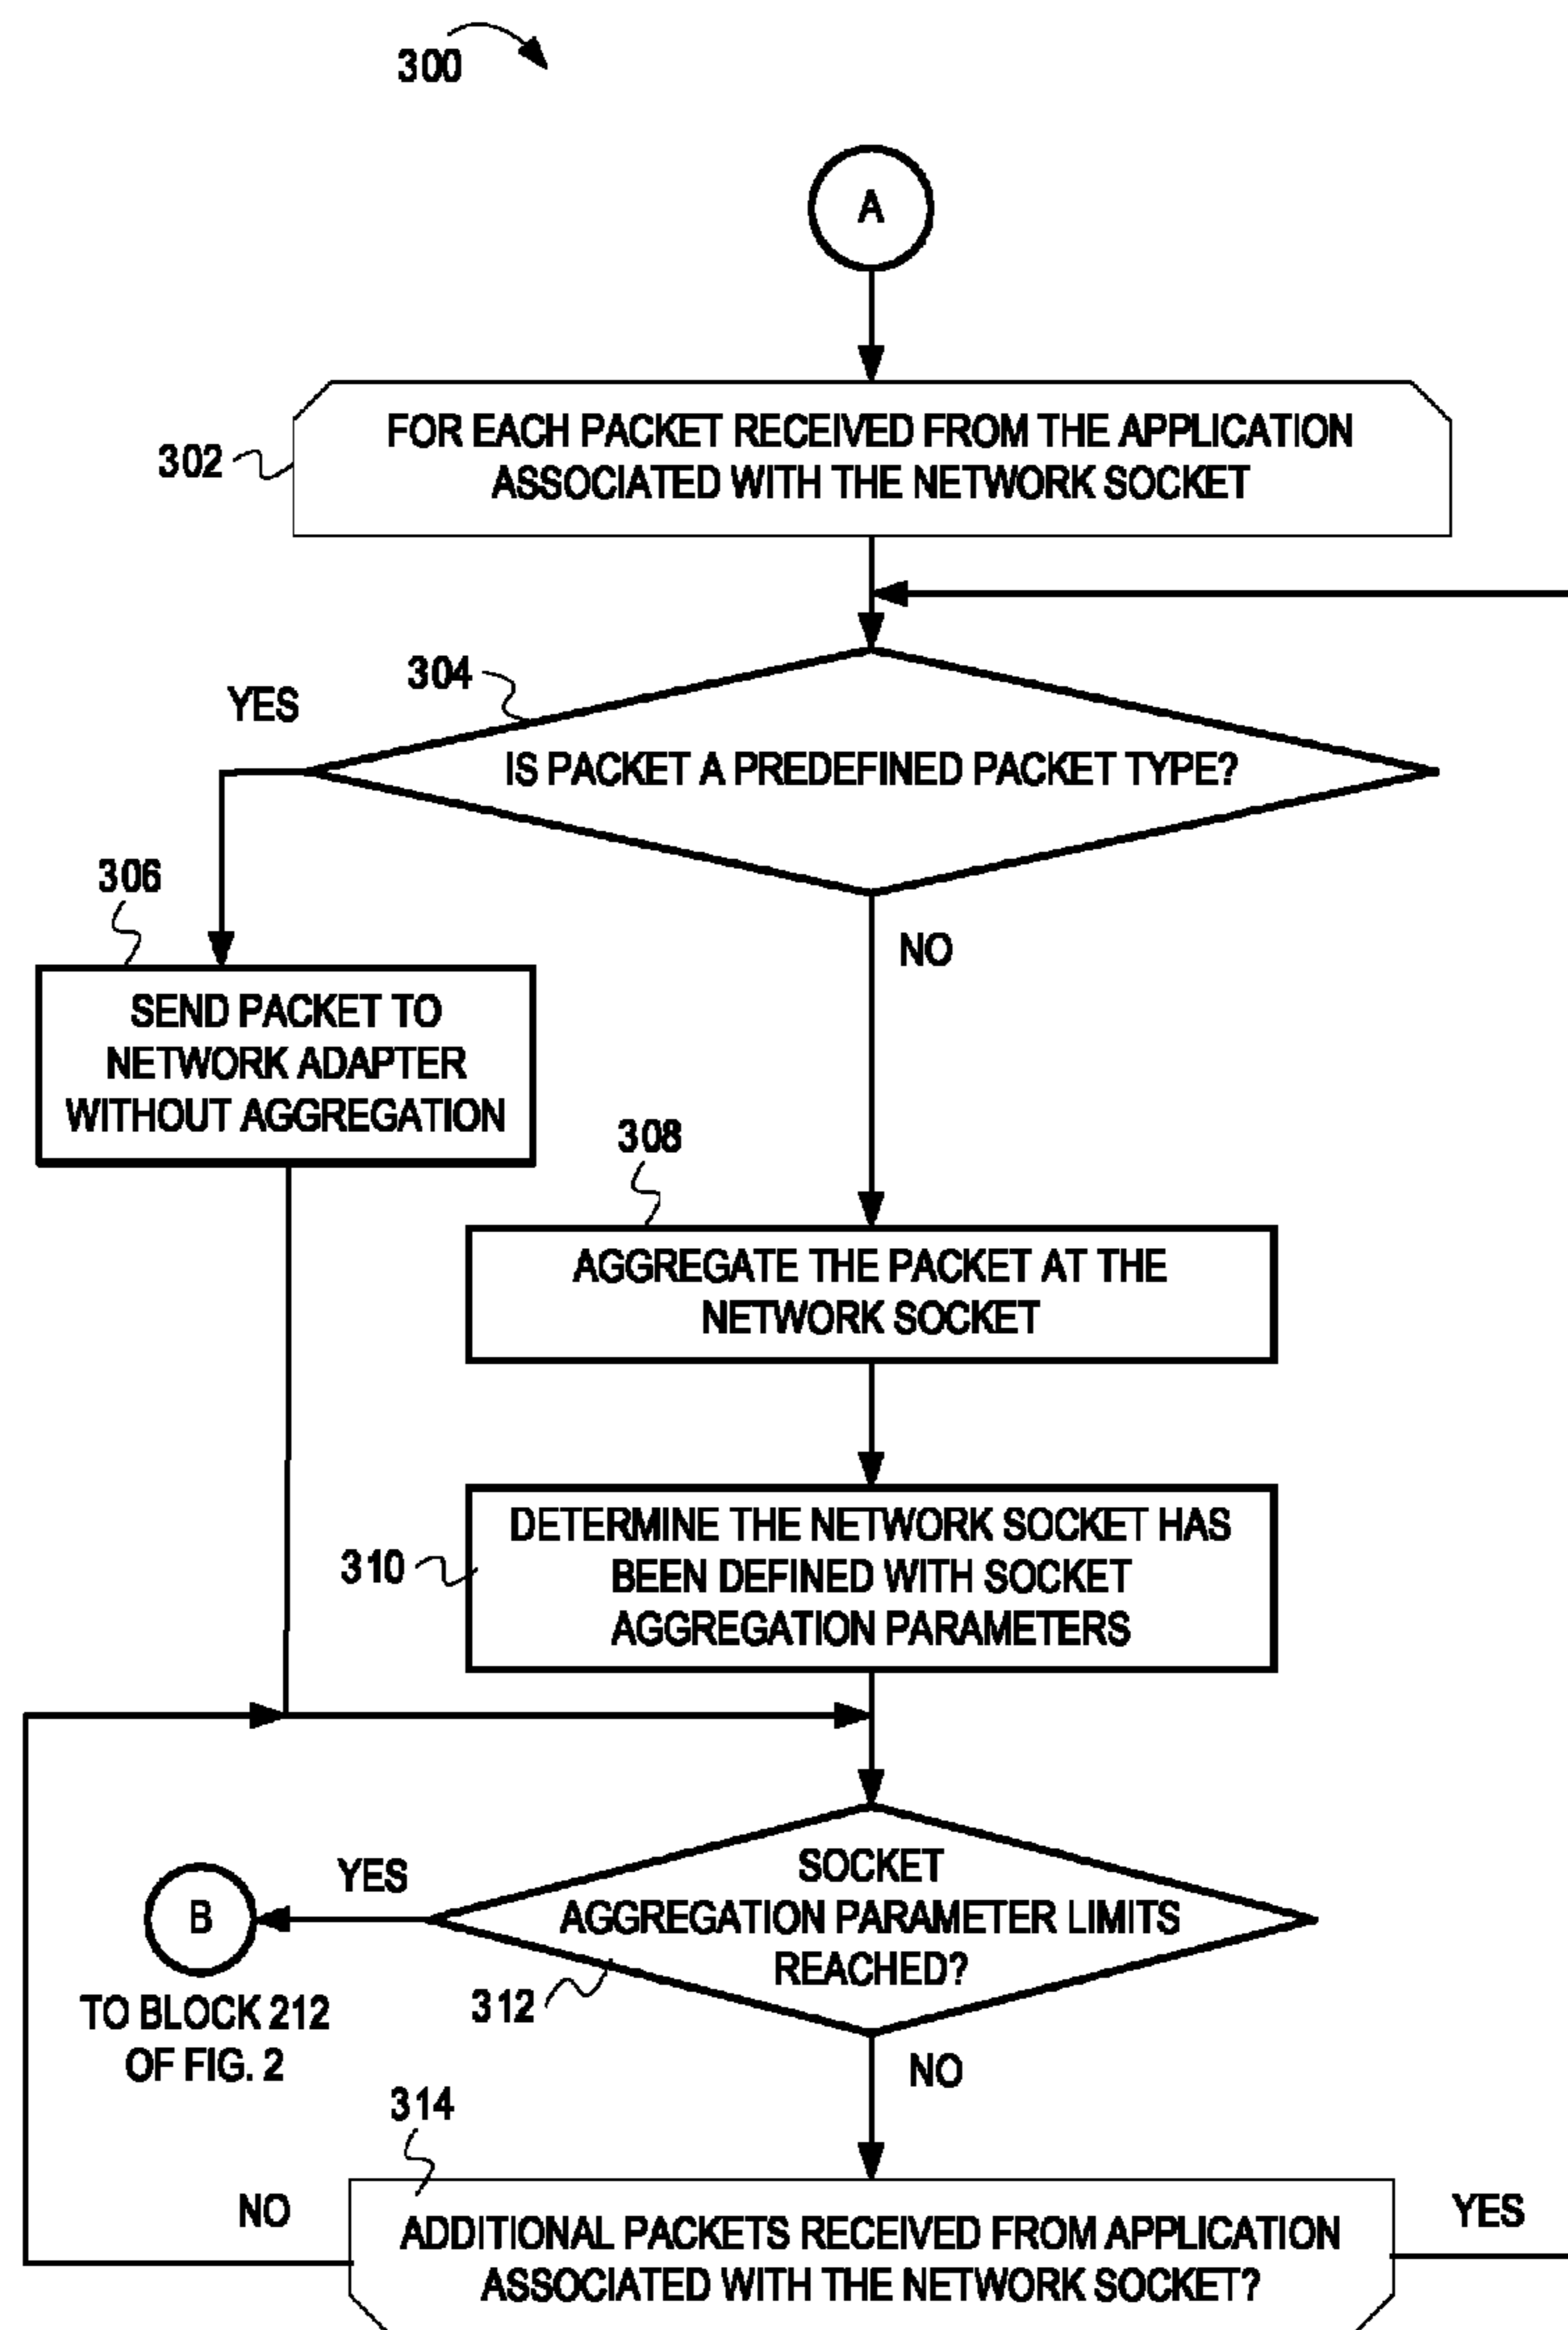 300
A
302
FOR EACH PACKET RECEIVED FROM THE APPLICATION
ASSOCIATED WITH THE NETWORK SOCKET
304
YES
IS PACKET A PREDEFINED PACKET TYPE?
306
NO
SEND PACKET TO
NETWORK ADAPTER
WITHOUT AGGREGATION
308
AGGREGATE THE PACKET AT THE
NETWORK SOCKET
310
DETERMINE THE NETWORK SOCKET HAS
BEEN DEFINED WITH SOCKET
AGGREGATION PARAMETERS
YES
B
TO BLOCK 212
OF FIG. 2
SOCKET
AGGREGATION PARAMETER LIMITS
REACHED?
312
NO
314
NO
ADDITIONAL PACKETS RECEIVED FROM APPLICATION
ASSOCIATED WITH THE NETWORK SOCKET?
YES